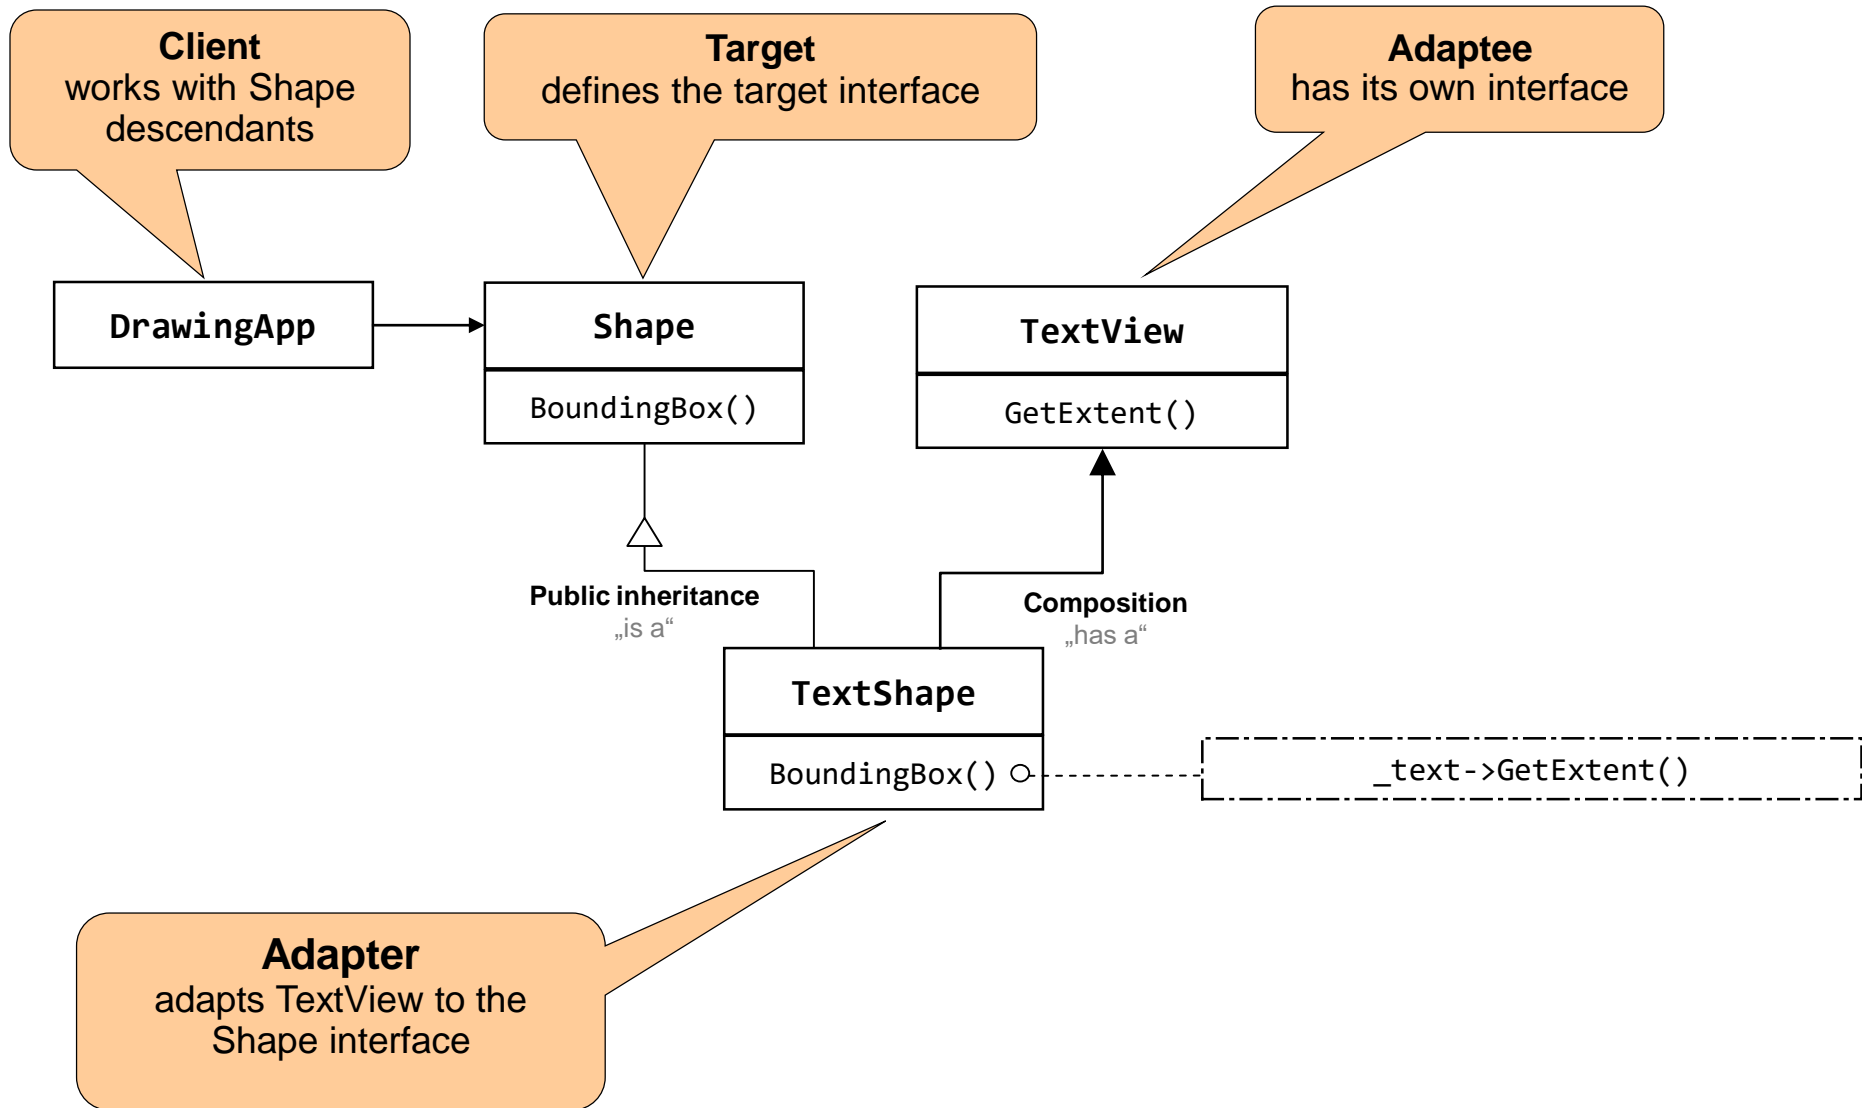 Client
works with Shape
descendants
Target
defines the target interface
Adaptee
has its own interface
DrawingApp
Shape
BoundingBox()
TextView
GetExtent()
Public inheritance
„is a“
Composition
„has a“
TextShape
BoundingBox()
_text->GetExtent()
Adapter
adapts TextView to the
Shape interface